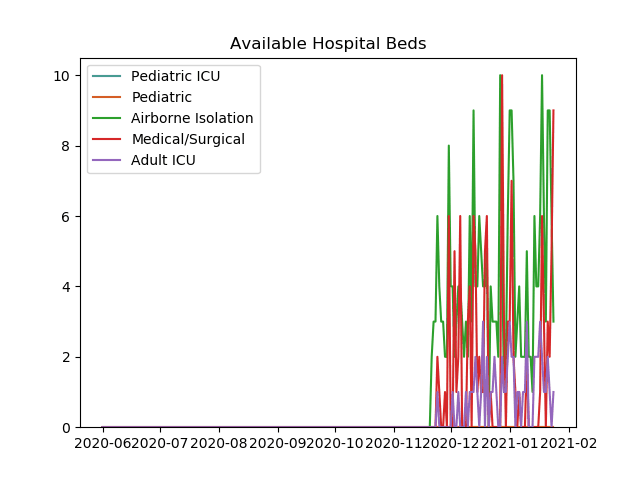 Available Hospital Beds
Pediatric ICU
Pediatric
Airborne Isolation
Medical/Surgical
Adult ICU
10
8
6
4
2
0
2020-06 2020-07 2020-08 2020-09 2020-10 2020-11 2020-12 2021-01 2021-02